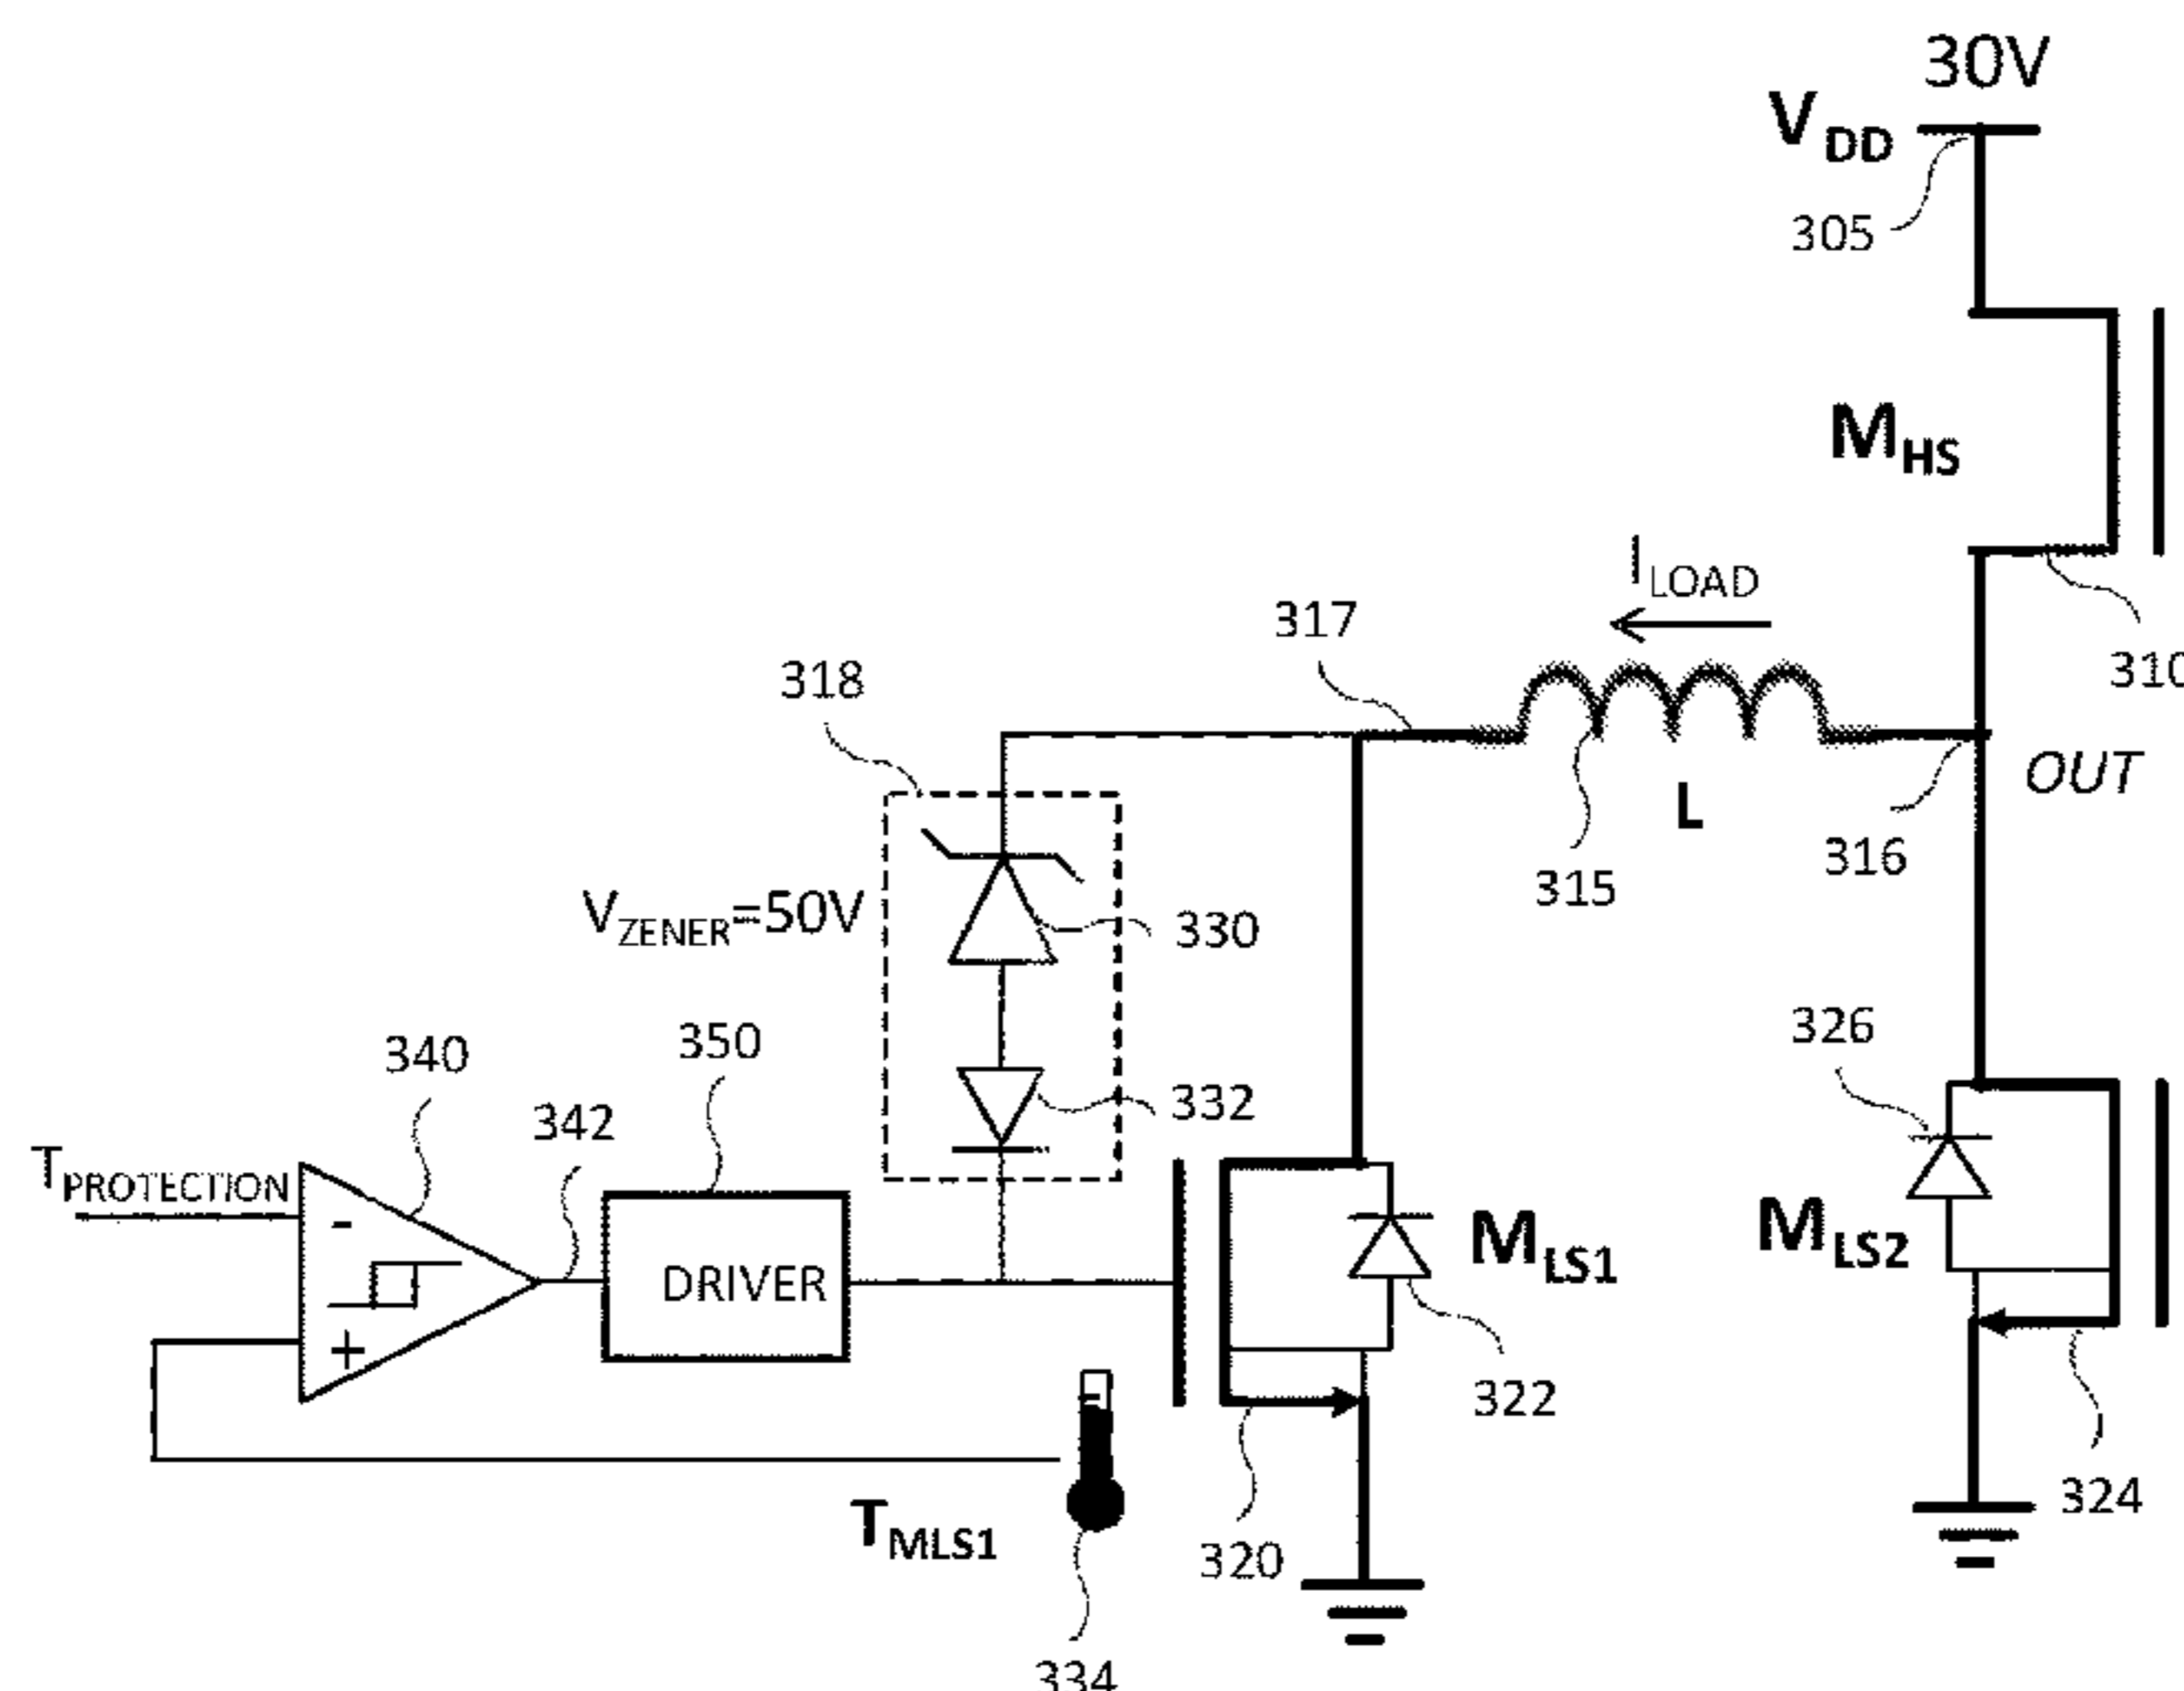 30V
VDD
305
MHS
ILOAD
317
310
318
OUT
L
316
315
VZENER=50V
330
326
350
340
332
342
TPROTECTION
-
MLS1
MLS2
DRIVER
+
322
324
TMLS1
320
334